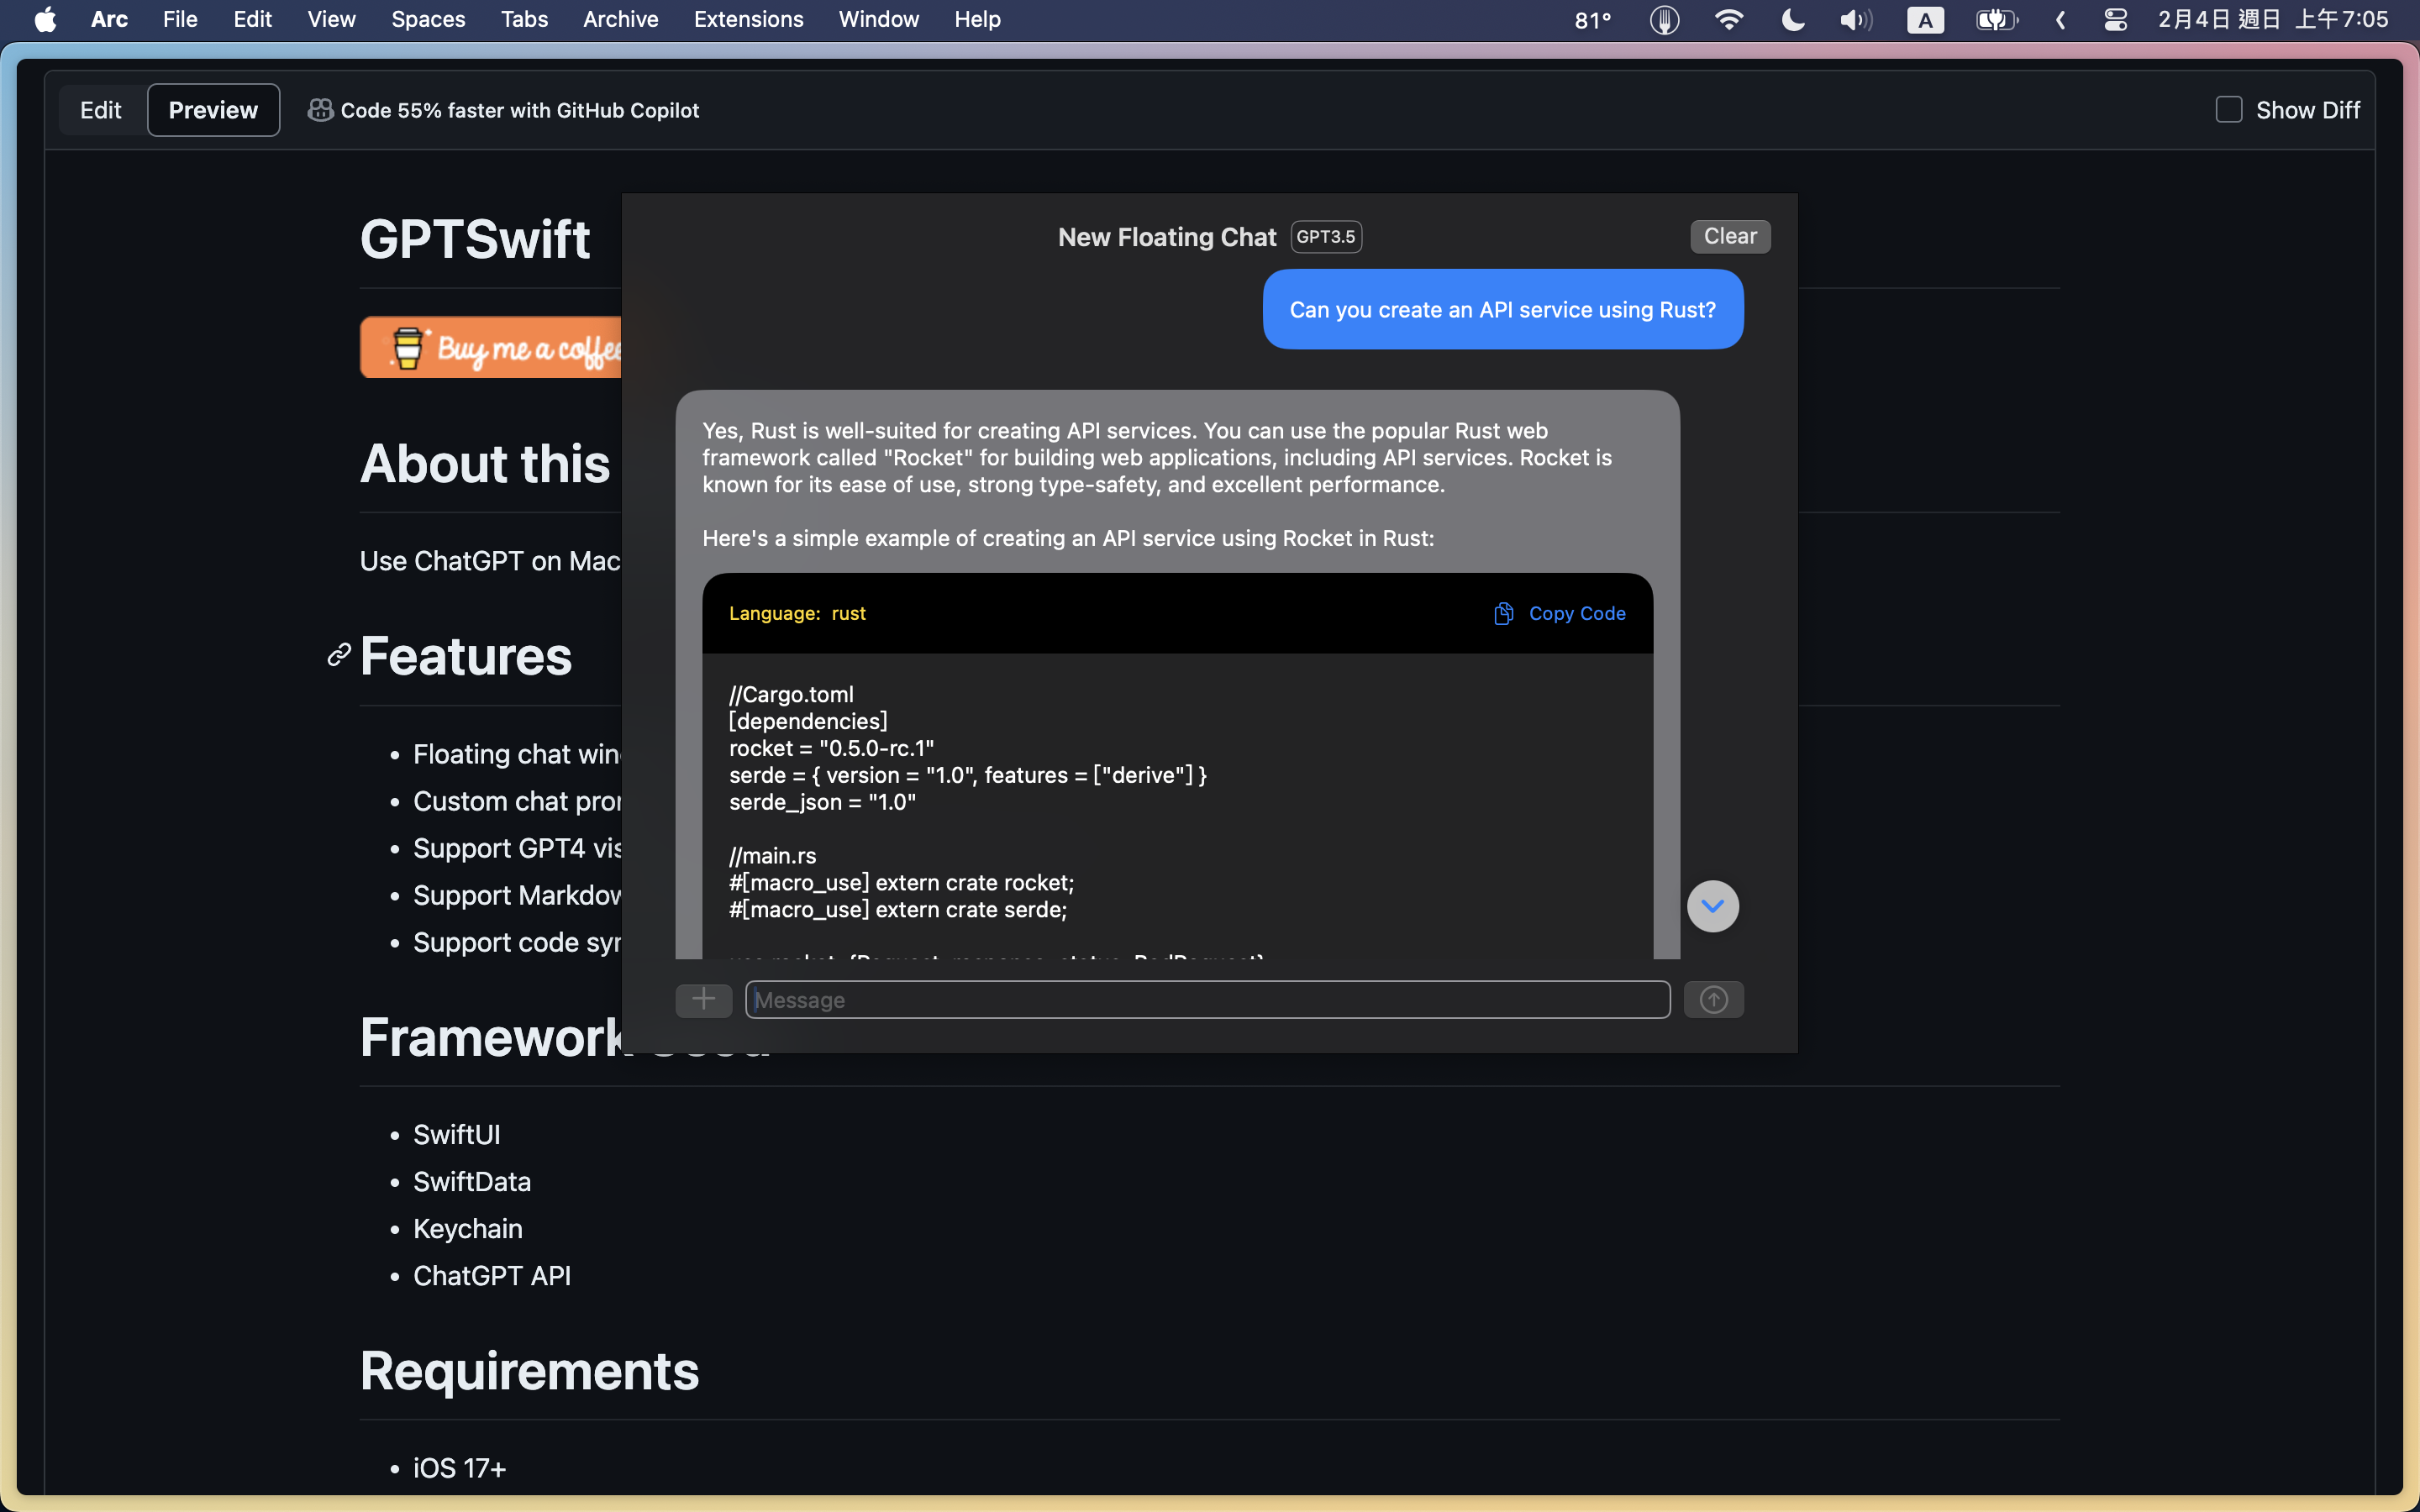 Arc File Edit View Spaces Tabs Archive Extensions Window Help 81° A 2月4日 週日 上午7:05
Edit Preview Code 55% faster with GitHub Copilot Show Diff
GPTSwift
Buy me a coffee
About this
Use ChatGPT on Mac
Features
Floating chat win
Custom chat pro
Support GPT4 vis
Support Markdow
Support code syn
Framework
SwiftUI
SwiftData
Keychain
ChatGPT API
Requirements
iOS 17+
New Floating Chat GPT3.5 Clear
Can you create an API service using Rust?
Yes, Rust is well-suited for creating API services. You can use the popular Rust web
framework called "Rocket" for building web applications, including API services. Rocket is
known for its ease of use, strong type-safety, and excellent performance.
Here's a simple example of creating an API service using Rocket in Rust:
Language: rust Copy Code
//Cargo.toml
[dependencies]
rocket = "0.5.0-rc.1"
serde = { version = "1.0", features = ["derive"] }
serde_json = "1.0"
//main.rs
#[macro_use] extern crate rocket;
#[macro_use] extern crate serde;
Message